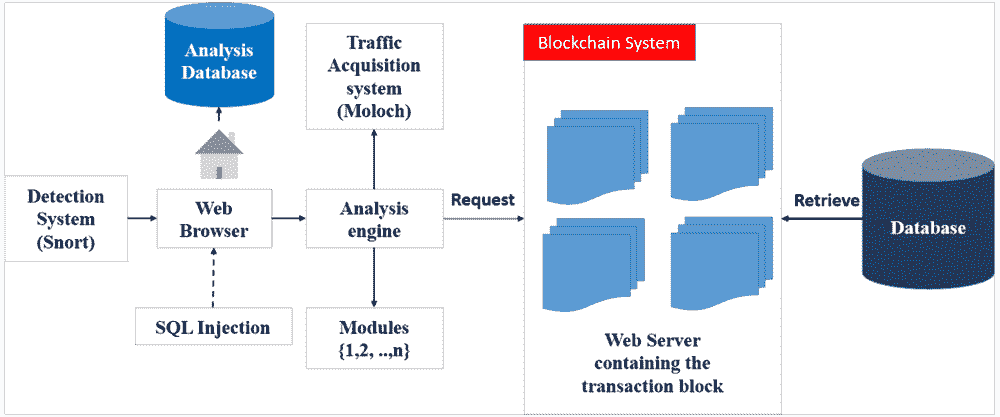 Analysis
Database
Traffic
Acquisition
system
(Moloch)
Blockchain System
Detection
System
(Snort)
Web
Browser
Analysis
engine
Request
Retrieve
Database
SQL Injection
Modules
{1,2, ..,n}
Web Server
containing the
transaction block